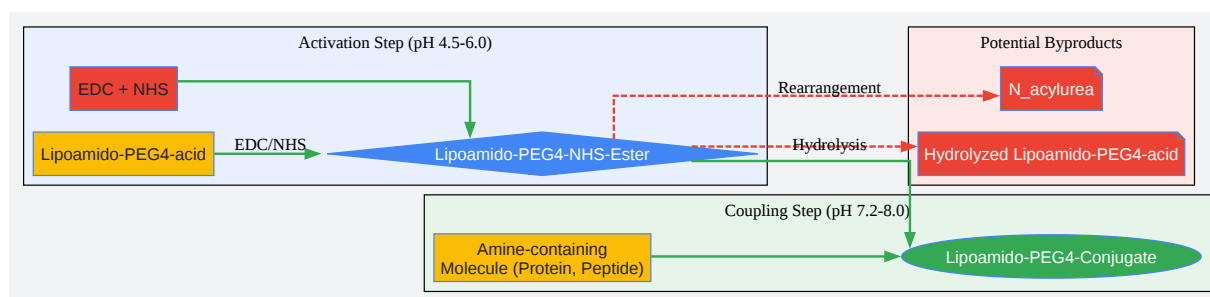 Activation Step (pH 4.5-6.0)
Potential Byproducts
EDC + NHS
Rearrangement
N_acylurea
Lipoamido-PEG4-acid
EDC/NHS
Lipoamido-PEG4-NHS-Ester
Hydrolysis
Hydrolyzed Lipoamido-PEG4-acid
Coupling Step (pH 7.2-8.0)
Amine-containing
Molecule (Protein, Peptide)
Lipoamido-PEG4-Conjugate